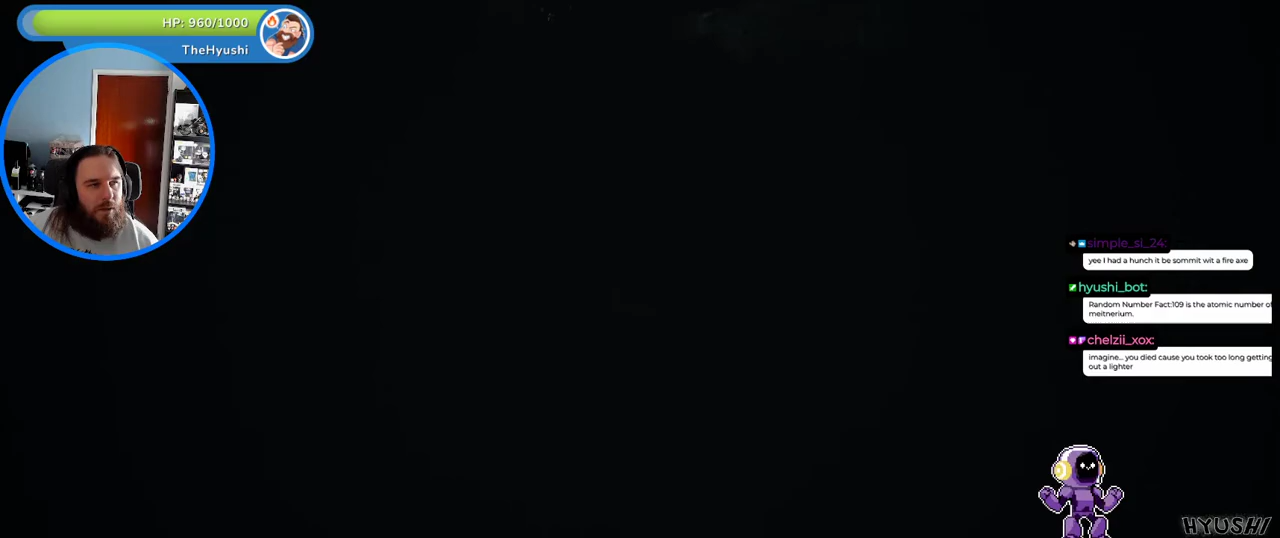 HP: 960/1000
TheHyushi
simple_si_24:
yee I had a hunch it be sommit wit a fire axe
hyushi_bot:
Random Number Fact:109 is the atomic number of
meitnerium.
chelzii_xox:
imagine... you died cause you took too long getting
out a lighter
HYUSHI